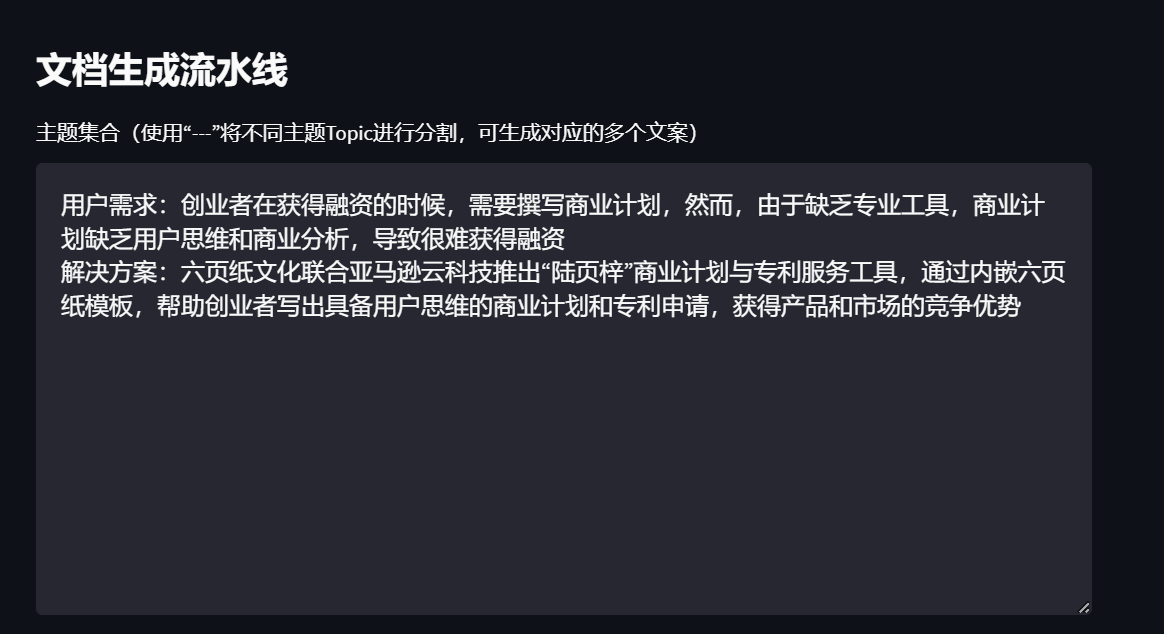 文档生成流水线
主题集合（使用“---”将不同主题Topic进行分割，可生成对应的多个文案）
用户需求：创业者在获得融资的时候，需要撰写商业计划，然而，由于缺乏专业工具，商业计
划缺乏用户思维和商业分析，导致很难获得融资
解决方案：六页纸文化联合亚马逊云科技推出“陆页梓”商业计划与专利服务工具，通过内嵌六页
纸模板，帮助创业者写出具备用户思维的商业计划和专利申请，获得产品和市场的竞争优势